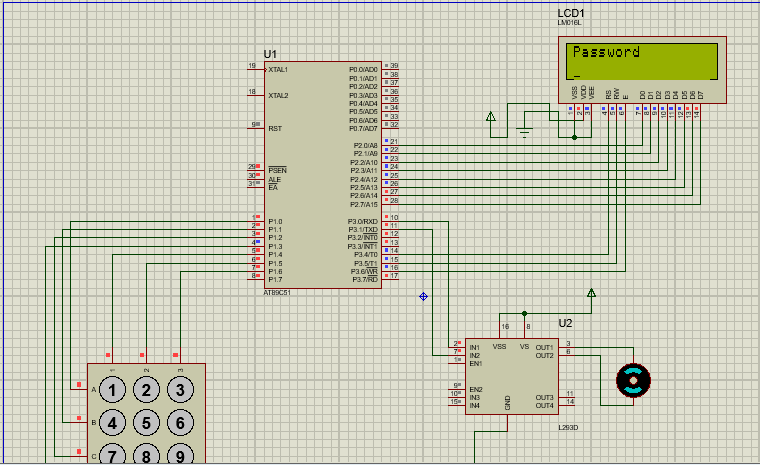 LCD1
LM016L
Password
VSS VDD VEE RS RW E D0 D1 D2 D3 D4 D5 D6 D7
1 2 3 4 5 6 7 8 9 10 11 12 13 14
U1
19 XTAL1 P0.0/AD0 39
P0.1/AD1 38
P0.2/AD2 37
18 XTAL2 P0.3/AD3 36
P0.4/AD4 35
P0.5/AD5 34
P0.6/AD6 33
9 RST P0.7/AD7 32
P2.0/A8 21
P2.1/A9 22
P2.2/A10 23
29 PSEN P2.3/A11 24
30 ALE P2.4/A12 25
31 EA P2.5/A13 26
P2.6/A14 27
P2.7/A15 28
1 P1.0 P3.0/RXD 10
2 P1.1 P3.1/TXD 11
3 P1.2 P3.2/INT0 12
4 P1.3 P3.3/INT1 13
5 P1.4 P3.4/T0 14
6 P1.5 P3.5/T1 15
7 P1.6 P3.6/WR 16
8 P1.7 P3.7/RD 17
AT89C51
U2
16 8
2 IN1 VSS VS OUT1 3
7 IN2 OUT2 6
1 EN1
9 EN2
10 IN3 OUT3 11
15 IN4 GND OUT4 14
L293D
1 2 3
A 1 2 3
B 4 5 6
C 7 8 9